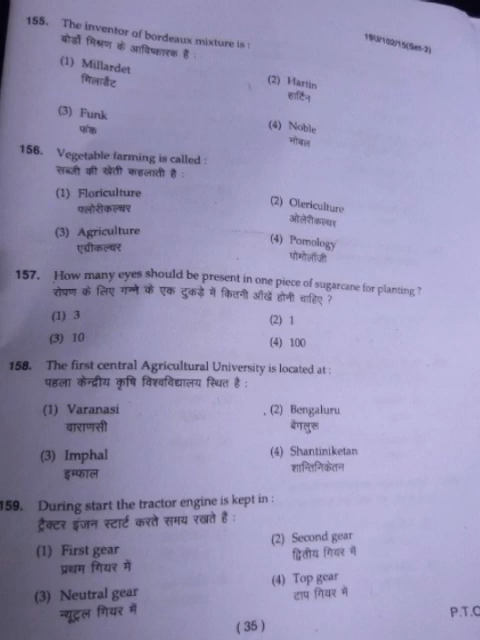 19U/102/15(Set-2)
155. The inventor of bordeaux mixture is :
बोर्डो मिश्रण के आविष्कारक हैं :
(1) Millardet
मिलार्डेट
(2) Hartin
हार्टिन
(3) Funk
फंक
(4) Noble
नोबल
156. Vegetable farming is called :
सब्जी की खेती कहलाती है :
(1) Floriculture
फ्लोरीकल्चर
(2) Olericulture
ओलेरीकल्चर
(3) Agriculture
एग्रीकल्चर
(4) Pomology
पोमोलॉजी
157. How many eyes should be present in one piece of sugarcane for planting ?
रोपण के लिए गन्ने के एक टुकड़े में कितनी आँखें होनी चाहिए ?
(1) 3
(2) 1
(3) 10
(4) 100
158. The first central Agricultural University is located at :
पहला केन्द्रीय कृषि विश्वविद्यालय स्थित है :
(1) Varanasi
वाराणसी
(2) Bengaluru
बेंगलुरू
(3) Imphal
इम्फाल
(4) Shantiniketan
शान्तिनिकेतन
159. During start the tractor engine is kept in :
ट्रैक्टर इंजन स्टार्ट करते समय रखते हैं :
(1) First gear
प्रथम गियर में
(2) Second gear
द्वितीय गियर में
(3) Neutral gear
न्यूट्रल गियर में
(4) Top gear
टाप गियर में
(35)
P.T.O